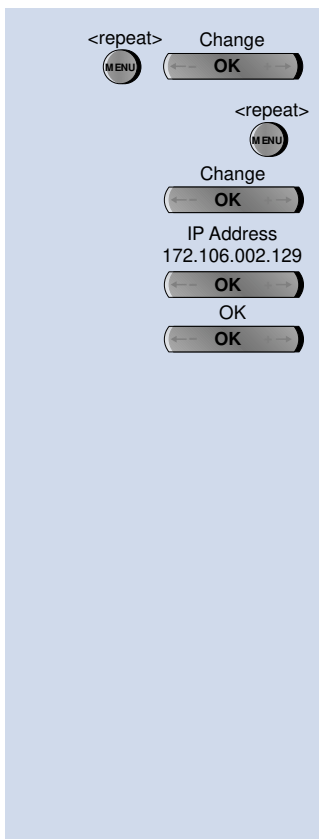 <repeat> Change
MENU OK
<repeat>
MENU
Change
OK
IP Address
172.106.002.129
OK
OK
OK